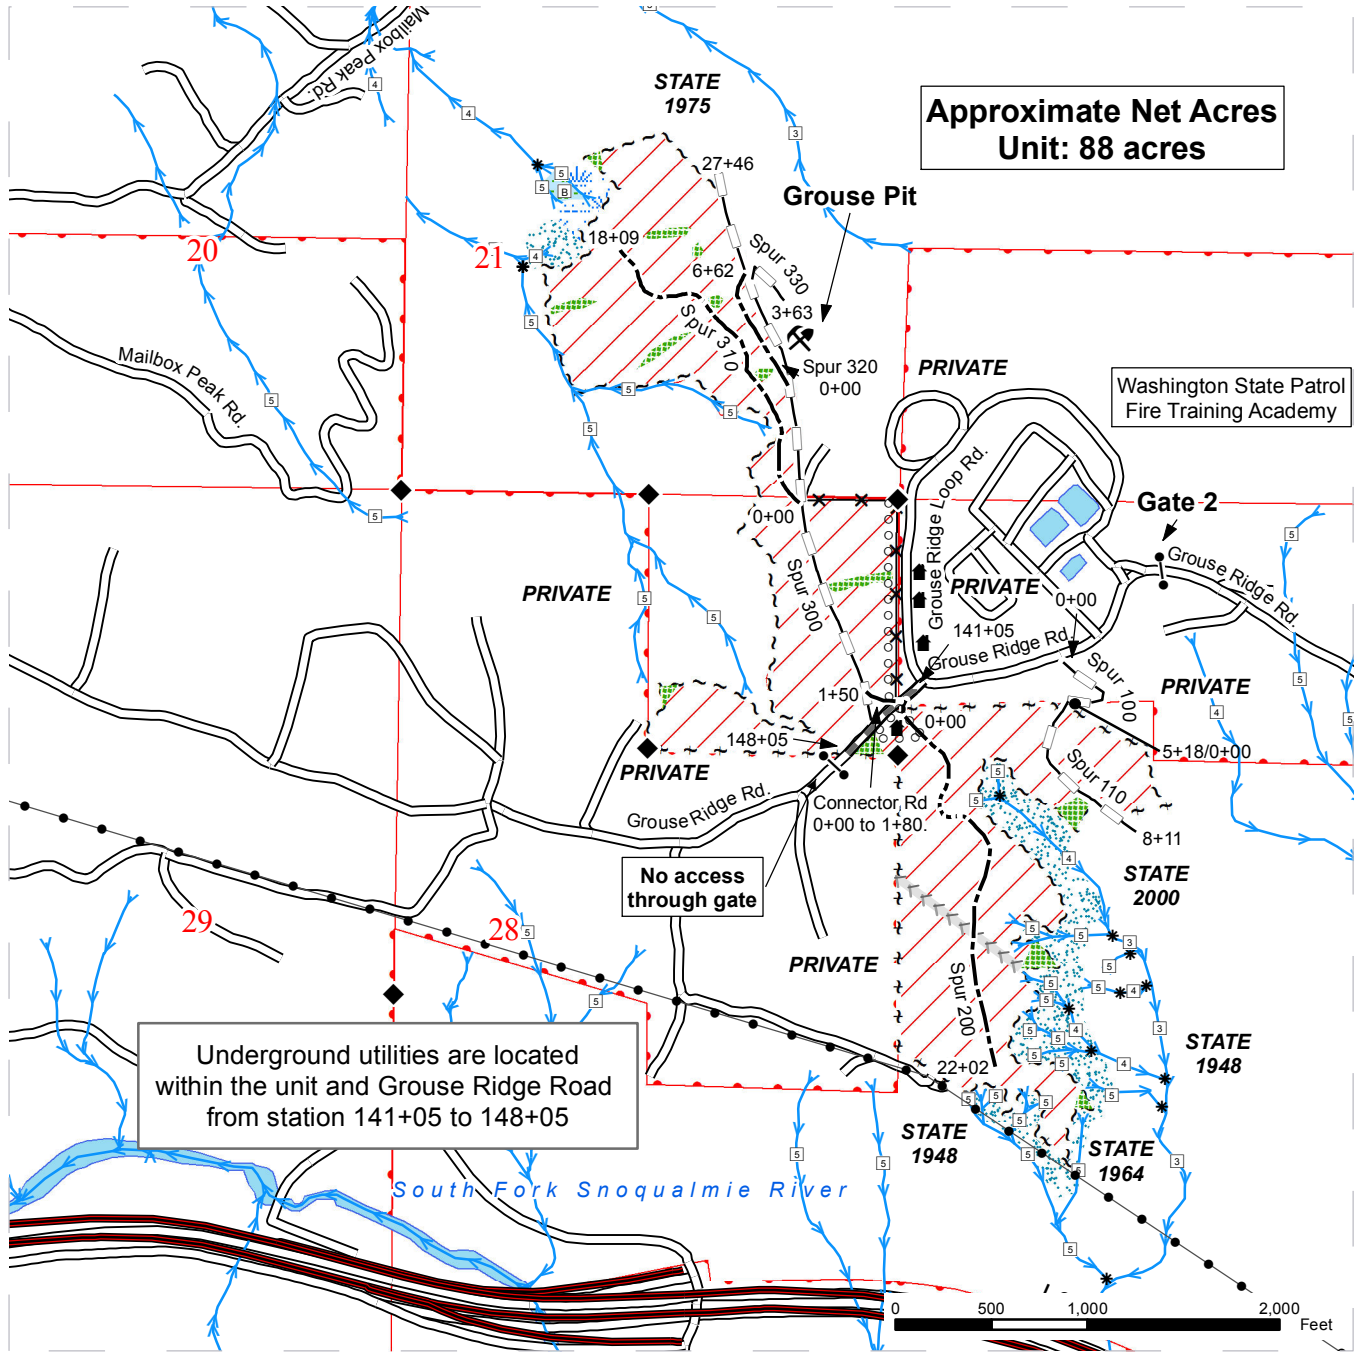 Mailbox
Peak Rd.
STATE
1975
Approximate Net Acres
Unit: 88 acres
27+46
Grouse Pit
20
21
18+09
Spur 330
6+62
3+63
Spur 310
Spur 320
0+00
Mailbox Peak Rd.
PRIVATE
Washington State Patrol
Fire Training Academy
Grouse Ridge Loop Rd.
Gate 2
0+00
Grouse Ridge Rd.
PRIVATE
Spur 300
PRIVATE
0+00
141+05
Grouse Ridge Rd.
Spur 100
PRIVATE
1+50
0+00
148+05
5+18/0+00
PRIVATE
Spur 110
Grouse Ridge Rd.
Connector Rd
0+00 to 1+80.
8+11
No access
through gate
STATE
2000
29
28
PRIVATE
Spur 200
STATE
1948
22+02
Underground utilities are located
within the unit and Grouse Ridge Road
from station 141+05 to 148+05
STATE
1948
STATE
1964
South Fork Snoqualmie River
0 500 1,000 2,000
Feet